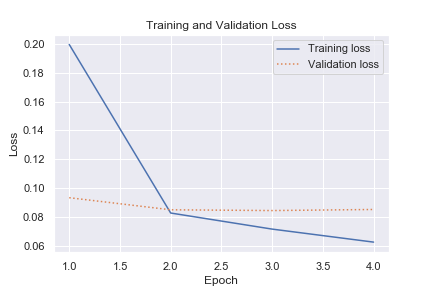 Training and Validation Loss
Training loss
Validation loss
Loss
0.20
0.18
0.16
0.14
0.12
0.10
0.08
0.06
1.0 1.5 2.0 2.5 3.0 3.5 4.0
Epoch